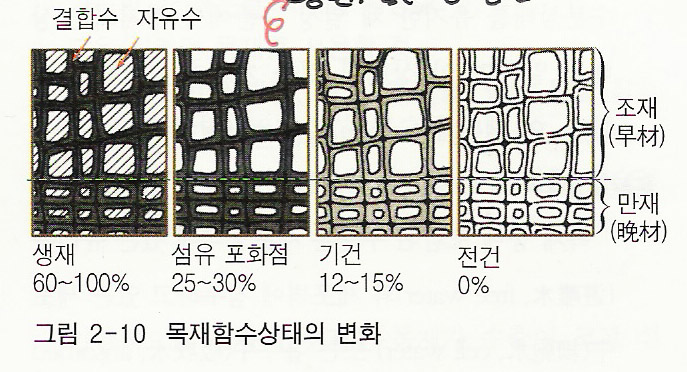 결합수 자유수
조재
(早材)
만재
(晩材)
생재 섬유 포화점 기건 전건
60~100% 25~30% 12~15% 0%
그림 2-10 목재함수상태의 변화